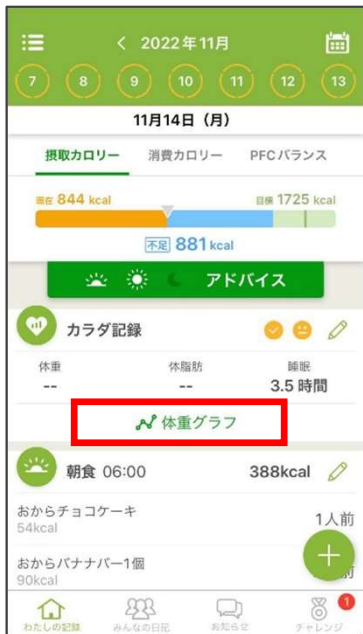 2022年11月
7 8 9 10 11 12 13
11月14日（月）
摂取カロリー 消費カロリー PFCバランス
現在 844 kcal 目標 1725 kcal
不足 881 kcal
アドバイス
カラダ記録
体重 体脂肪 睡眠
-- -- 3.5 時間
体重グラフ
朝食 06:00 388kcal
おからチョコケーキ 1人前
54kcal
おからバナナバー1個 前
90kcal
1
わたしの記録 みんなの日記 お知らせ チャレンジ